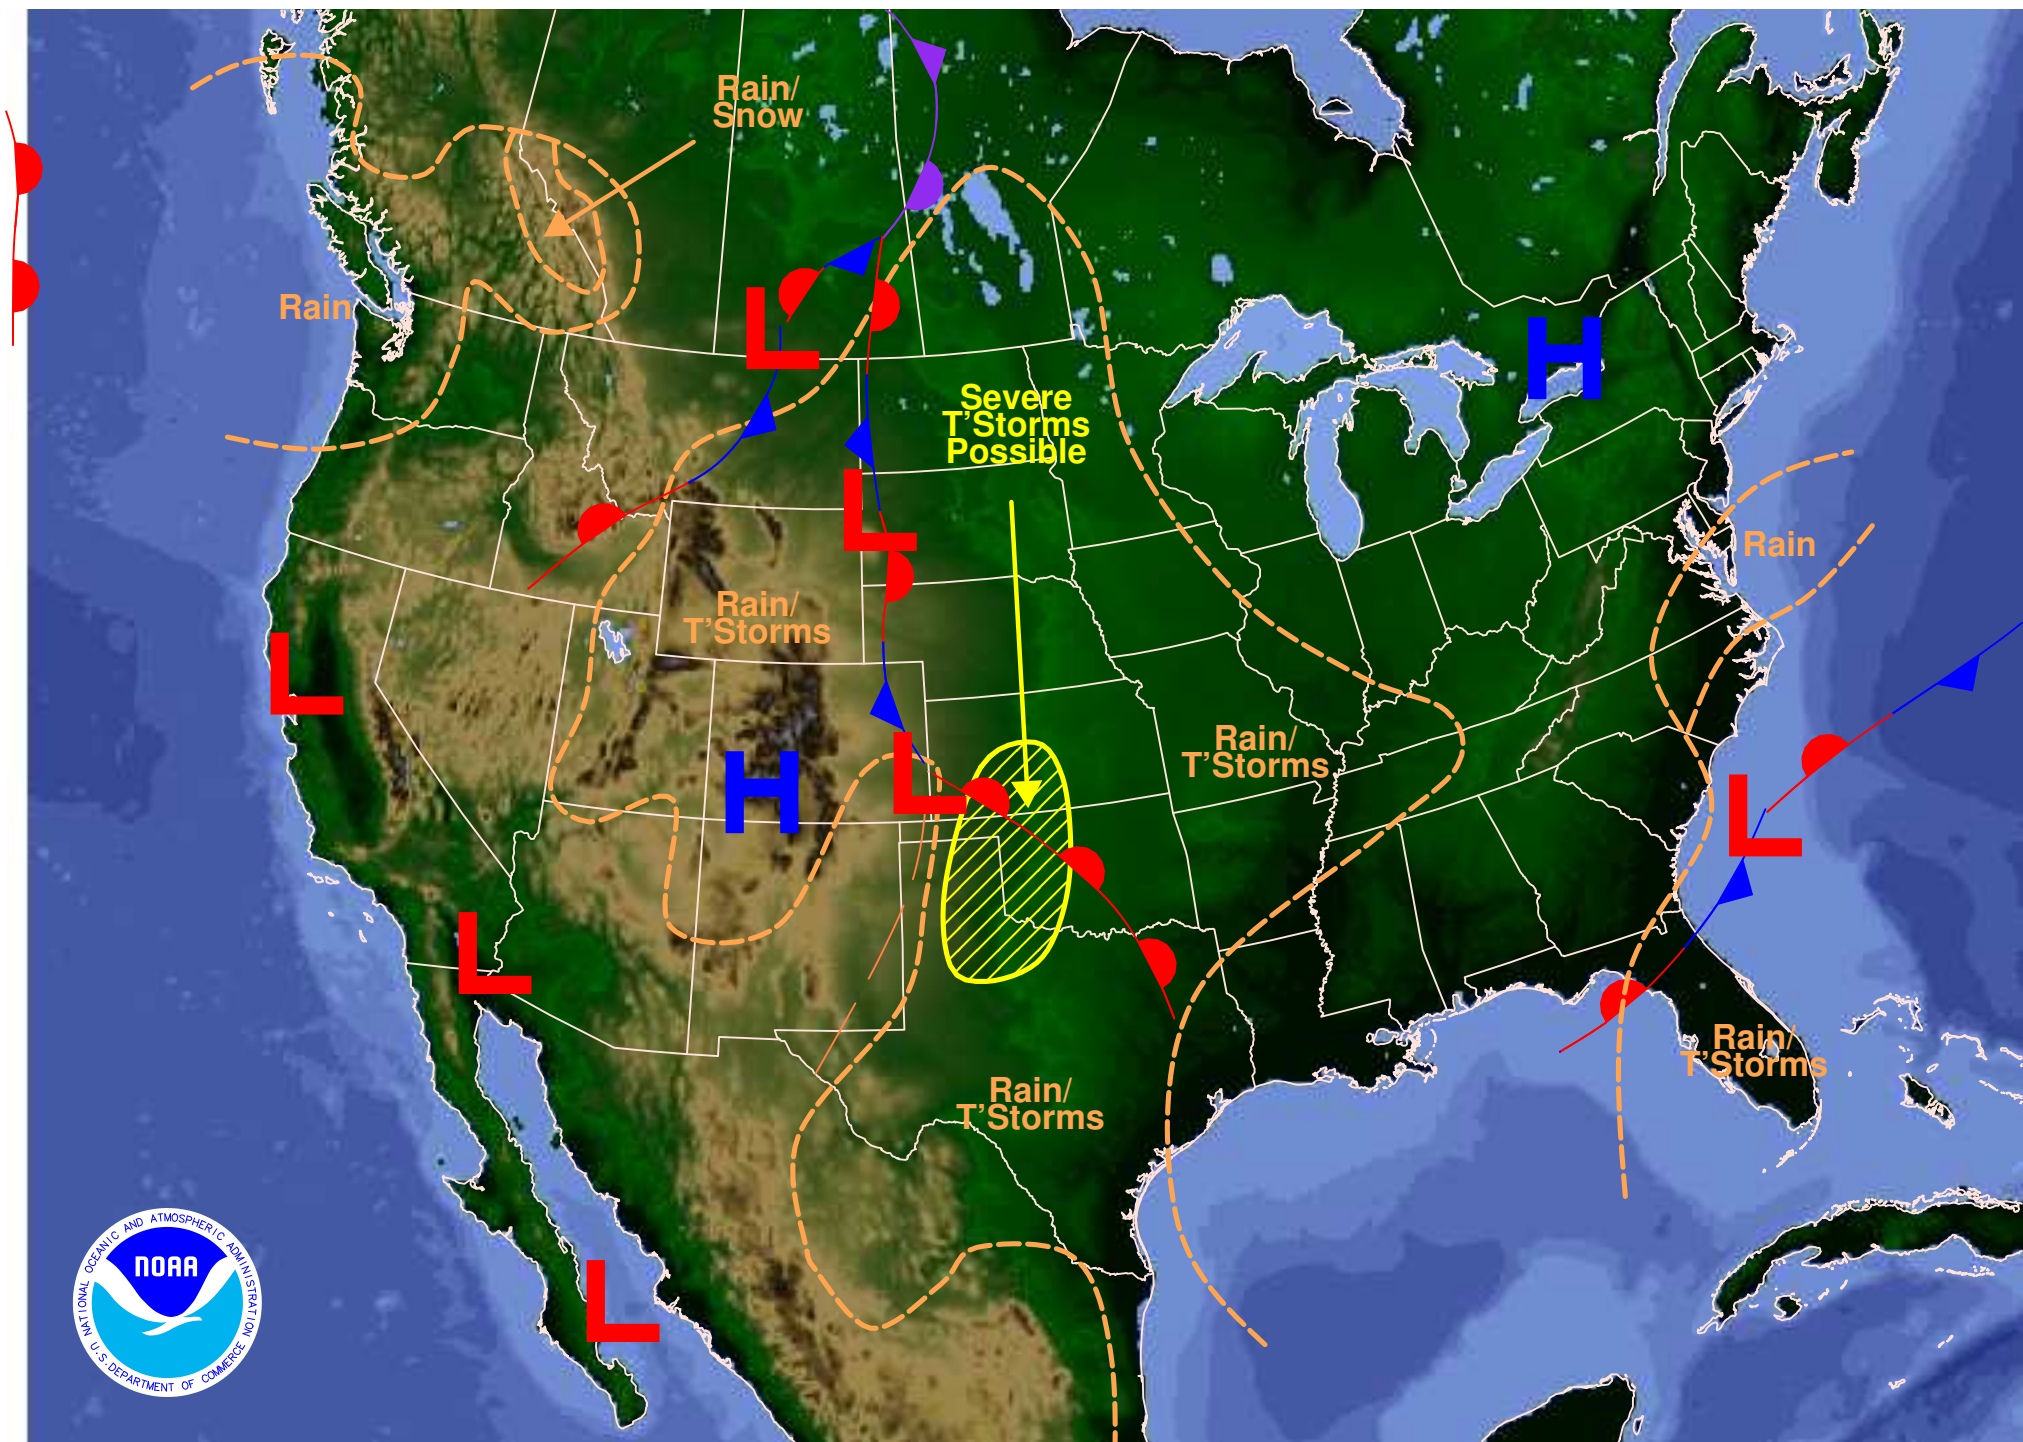 Rain/
Snow
Rain
Severe
T'Storms
Possible
H
L
L
Rain
Rain/
T'Storms
L
Rain/
T'Storms
H
L
L
L
Rain/
T'Storms
Rain/
T'Storms
L
NATIONAL OCEANIC AND ATMOSPHERIC ADMINISTRATION
NOAA
U.S. DEPARTMENT OF COMMERCE